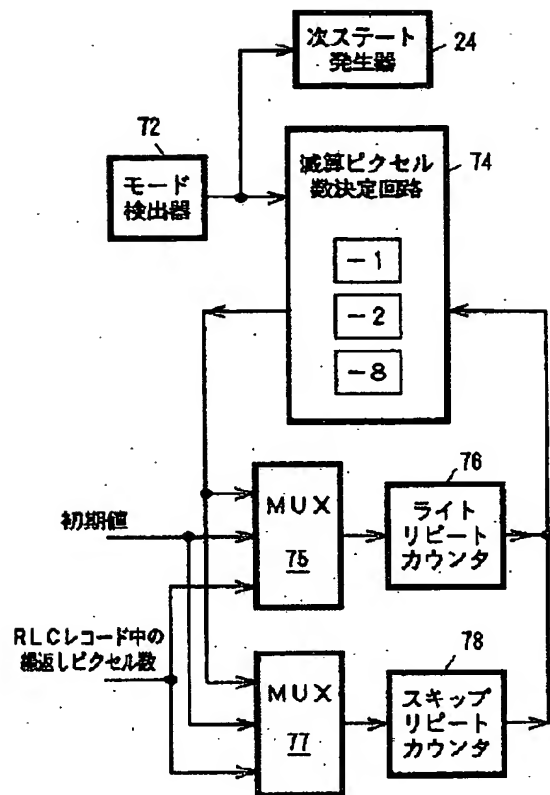 次ステート
発生器
24
72
モード
検出器
減算ピクセル
数決定回路
74
－1
－2
－8
初期値
MUX
75
76
ライト
リピート
カウンタ
RLCレコード中の
繰返しピクセル数
MUX
77
78
スキップ
リピート
カウンタ